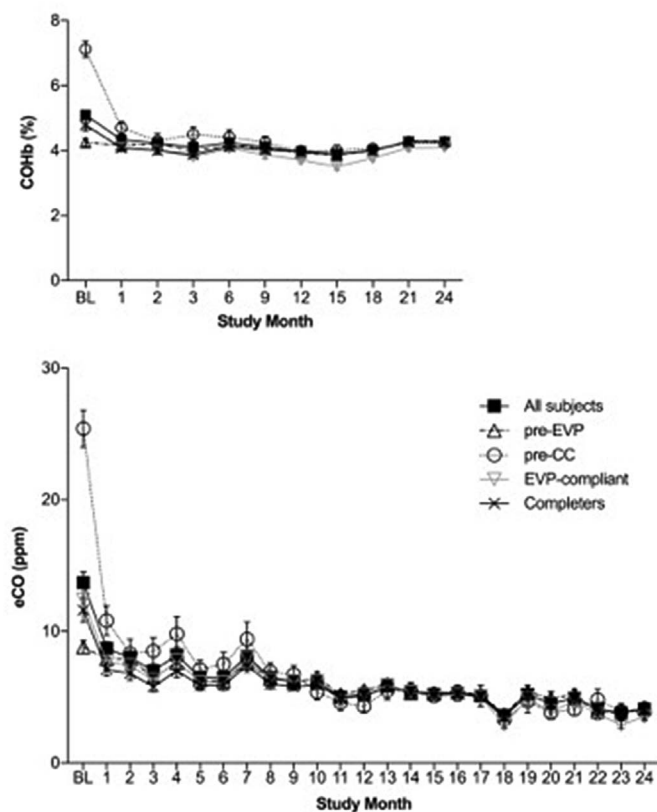 8
6
COHb (%)
4
2
0
BL 1 2 3 6 9 12 15 18 21 24
Study Month
30
All subjects
pre-EVP
pre-CC
20
EVP-compliant
Completers
eCO (ppm)
10
0
BL 1 2 3 4 5 6 7 8 9 10 11 12 13 14 15 16 17 18 19 20 21 22 23 24
Study Month